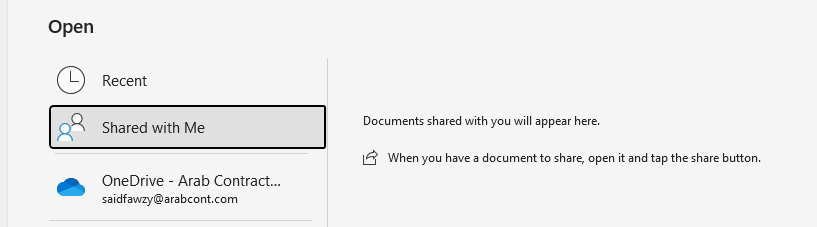 Open
Recent
Shared with Me
OneDrive - Arab Contract...
saidfawzy@arabcont.com
Documents shared with you will appear here.
When you have a document to share, open it and tap the share button.